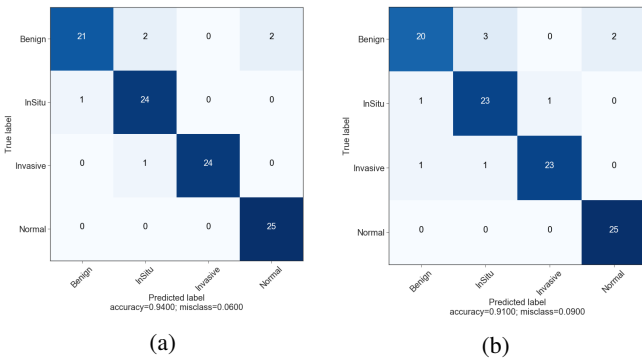 Benign 21 2 0 2
InSitu 1 24 0 0
Invasive 0 1 24 0
Normal 0 0 0 25
True label
Benign InSitu Invasive Normal
Predicted label
accuracy=0.9400; misclass=0.0600
(a)
Benign 20 3 0 2
InSitu 1 23 1 0
Invasive 1 1 23 0
Normal 0 0 0 25
True label
Benign InSitu Invasive Normal
Predicted label
accuracy=0.9100; misclass=0.0900
(b)